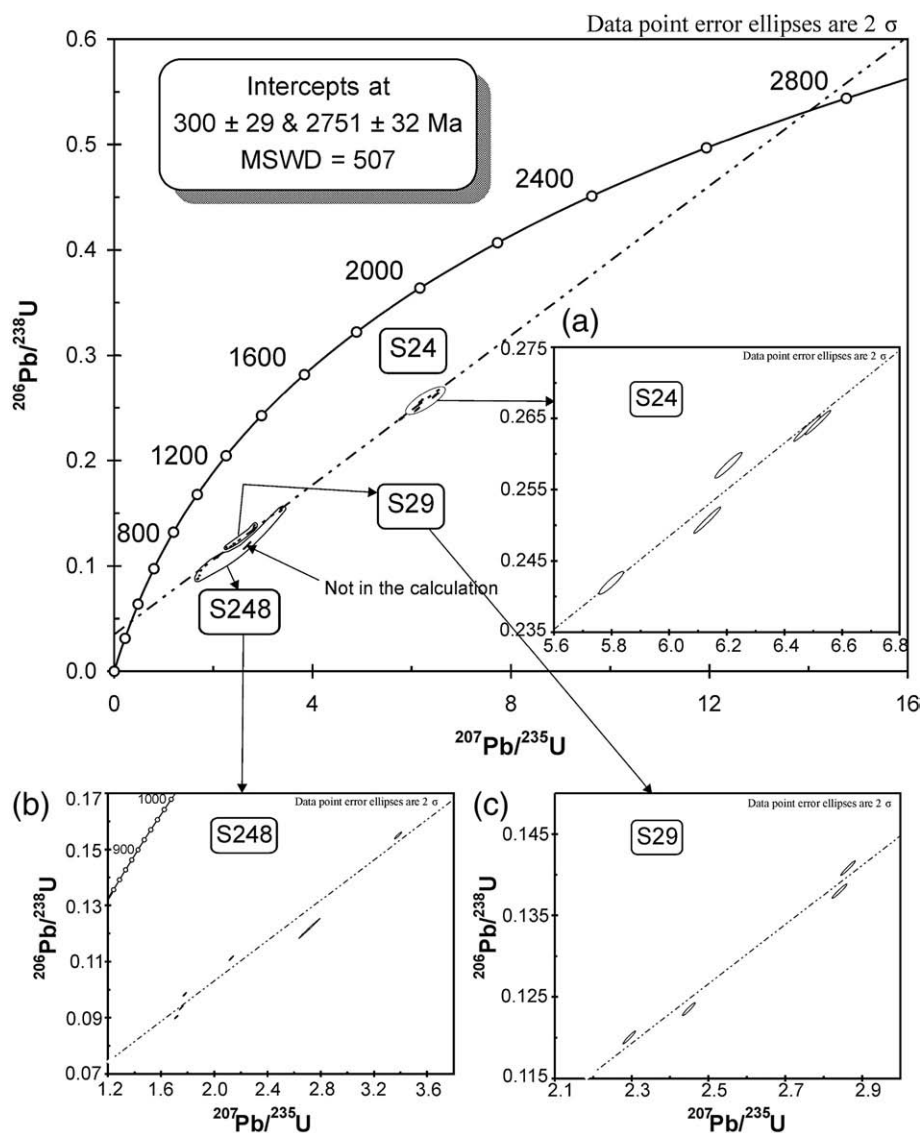 Data point error ellipses are 2 σ
0.6
0.5
0.4
0.3
0.2
0.1
0.0
²⁰⁶Pb/²³⁸U
Intercepts at
300 ± 29 & 2751 ± 32 Ma
MSWD = 507
2800
2400
2000
1600
1200
800
S24
S29
Not in the calculation
S248
0
4
8
12
16
²⁰⁷Pb/²³⁵U
(a)
Data point error ellipses are 2 σ
S24
0.275
0.265
0.255
0.245
0.235
5.6
5.8
6.0
6.2
6.4
6.6
6.8
(b)
Data point error ellipses are 2 σ
S248
1000
900
0.17
0.15
0.13
0.11
0.09
0.07
²⁰⁶Pb/²³⁸U
1.2
1.6
2.0
2.4
2.8
3.2
3.6
²⁰⁷Pb/²³⁵U
(c)
Data point error ellipses are 2 σ
S29
0.145
0.135
0.125
0.115
²⁰⁶Pb/²³⁸U
2.1
2.3
2.5
2.7
2.9
²⁰⁷Pb/²³⁵U